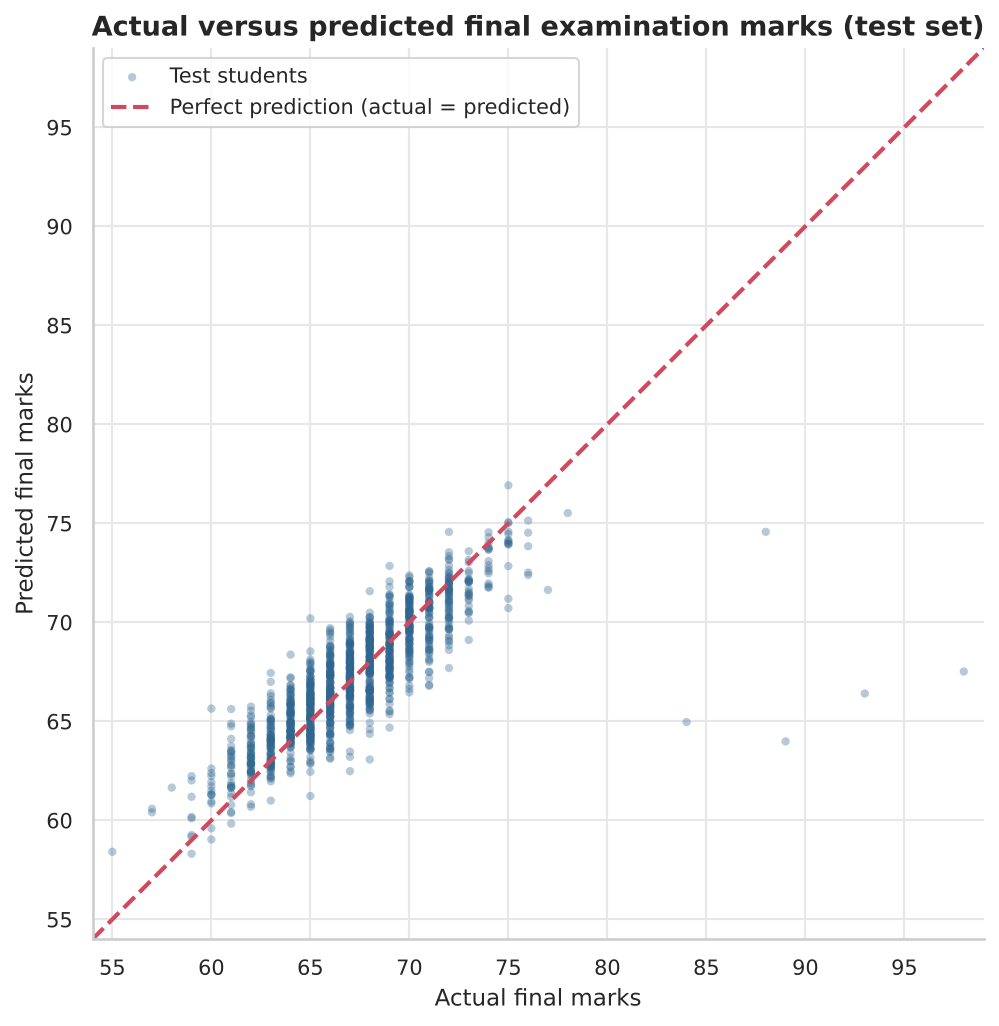 Actual versus predicted final examination marks (test set)
Test students
Perfect prediction (actual = predicted)
95
90
85
80
75
70
65
60
55
Predicted final marks
55 60 65 70 75 80 85 90 95
Actual final marks